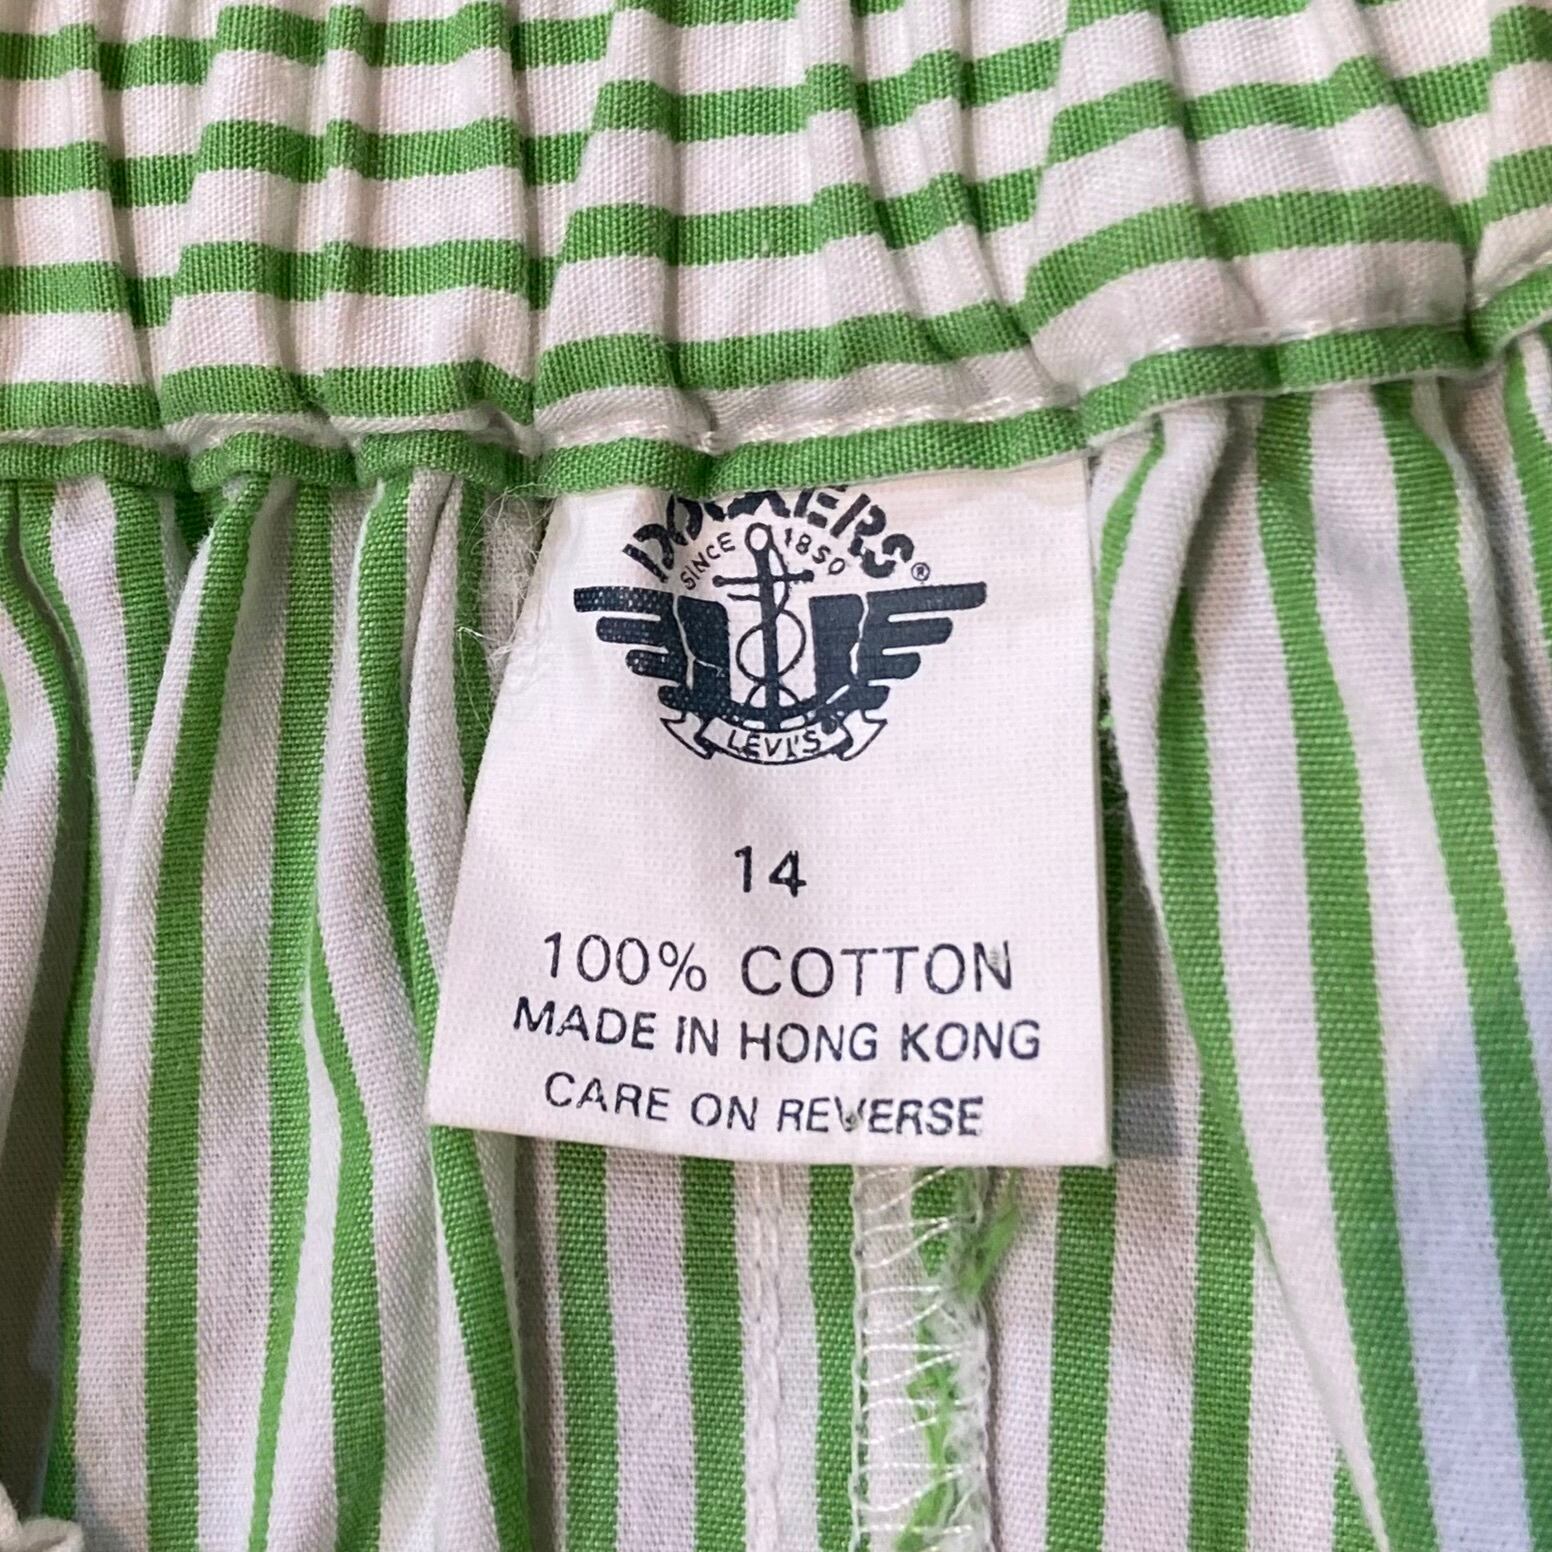 DOCKERS®
SINCE 1850
LEVI'S
14
100% COTTON
MADE IN HONG KONG
CARE ON REVERSE